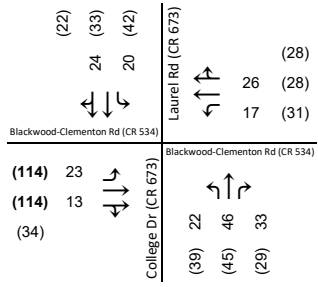 (22) (33) (42)
24 20
Blackwood-Clementon Rd (CR 534)
Laurel Rd (CR 673)
(28)
26 (28)
17 (31)
(114) 23
(114) 13
(34)
College Dr (CR 673)
Blackwood-Clementon Rd (CR 534)
22 46 33
(39) (45) (29)